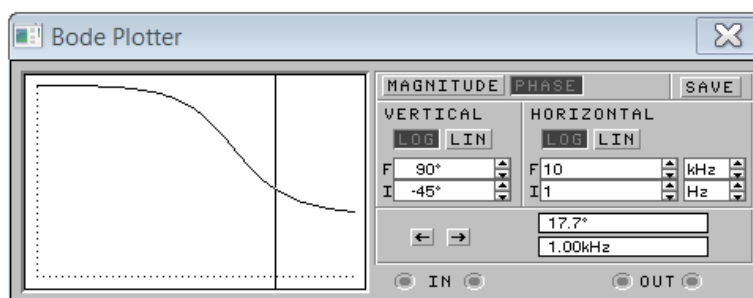 Bode Plotter
MAGNITUDE PHASE SAVE
VERTICAL HORIZONTAL
LOG LIN LOG LIN
F 90° F 10 kHz
I -45° I 1 Hz
17.7°
← → 1.00kHz
IN OUT